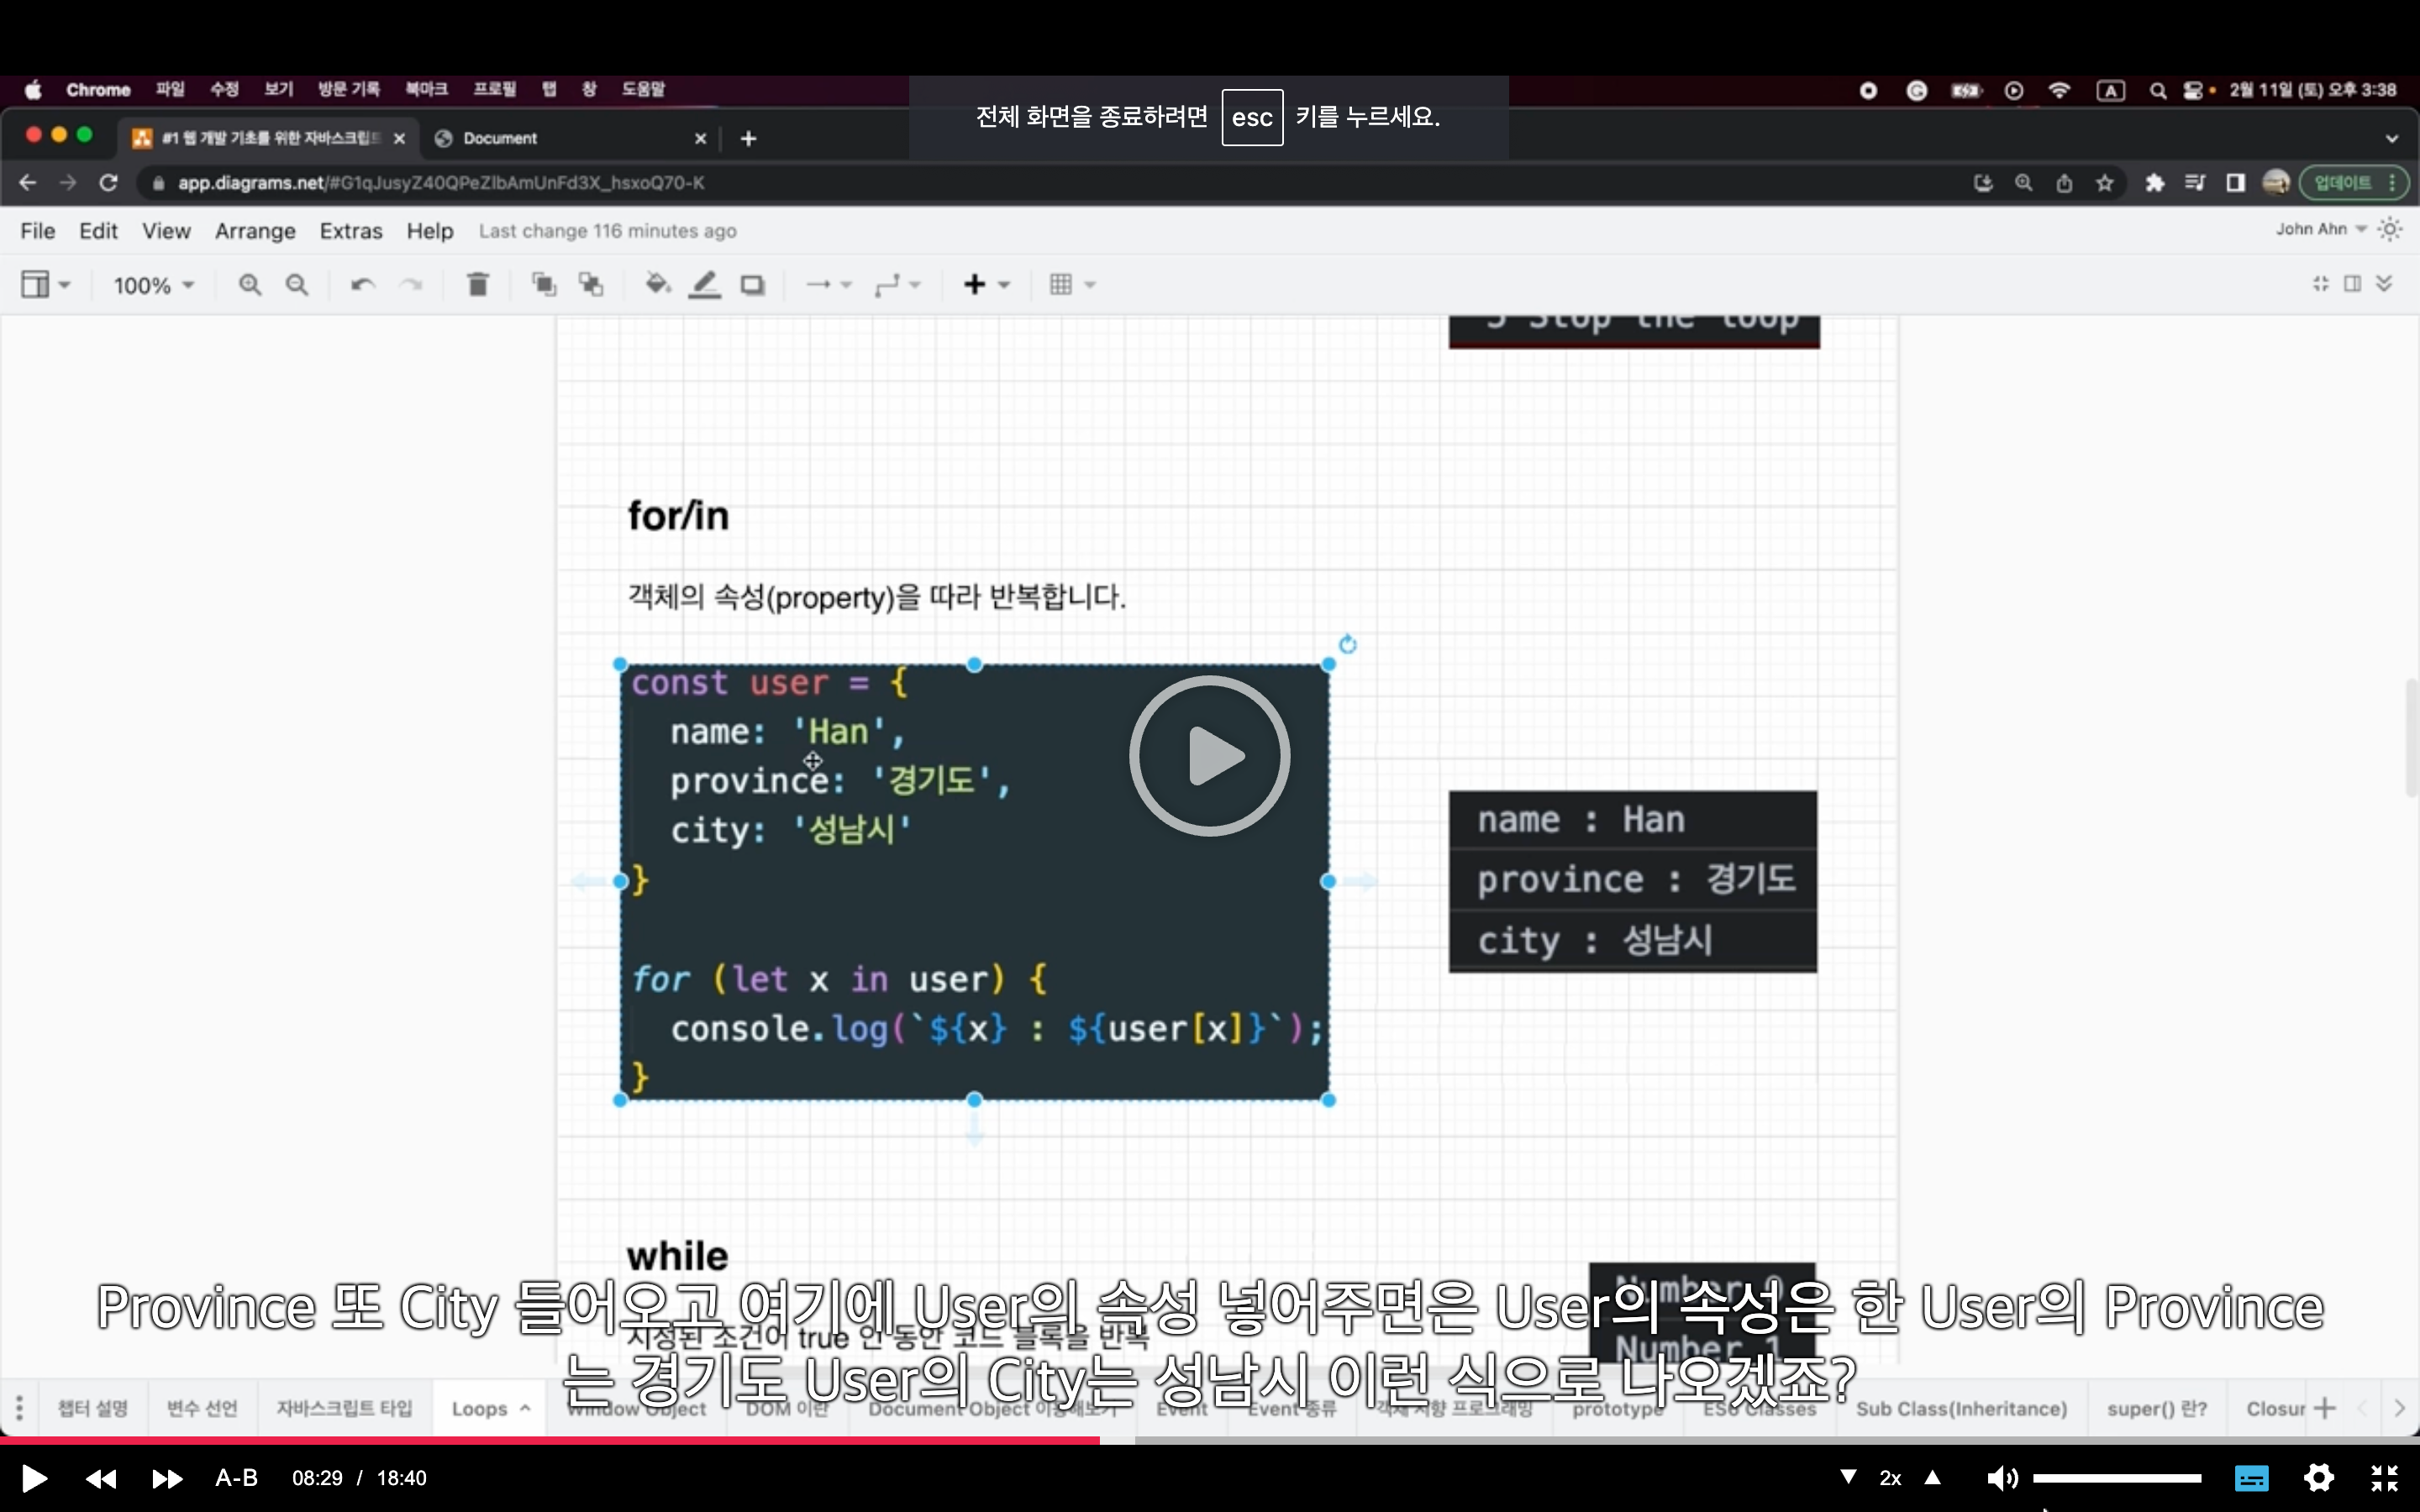 Chrome 파일 수정 보기 방문 기록 북마크 프로필 탭 창 도움말
A 2월 11일 (토) 오후 3:38
전체 화면을 종료하려면 esc 키를 누르세요.
#1 웹 개발 기초를 위한 자바스크립트
Document
app.diagrams.net/#G1qJusyZ40QPeZlbAmUnFd3X_hsxoQ70-K
업데이트
File Edit View Arrange Extras Help Last change 116 minutes ago
John Ahn
100%
5 Stop the loop
for/in
객체의 속성(property)을 따라 반복합니다.
const user = {
name: 'Han',
province: '경기도',
city: '성남시'
}
for (let x in user) {
console.log(`${x} : ${user[x]}`);
}
name : Han
province : 경기도
city : 성남시
while
지정된 조건이 true 인 동안 코드 블록을 반복
Number 0
Number 1
Province 또 City 들어오고 여기에 User의 속성 넣어주면은 User의 속성은 한 User의 Province
는 경기도 User의 City는 성남시 이런 식으로 나오겠죠?
챕터 설명 변수 선언 자바스크립트 타입 Loops Window Object DOM 이란 Document Object 이용해보기 Event Event 종류 객체 지향 프로그래밍 prototype ES6 Classes Sub Class(Inheritance) super() 란? Closur
A-B 08:29 / 18:40
2x